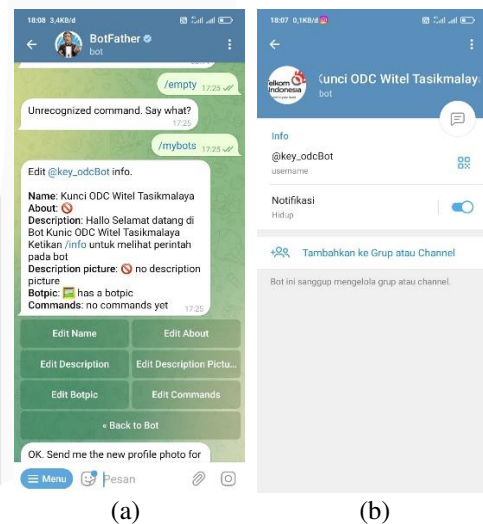 18:08 3,4KB/d
BotFather
bot
/empty 17:25
Unrecognized command. Say what?
17:25
/mybots 17:25
Edit @key_odcBot info.
Name: Kunci ODC Witel Tasikmalaya
About: 🚫
Description: Hallo Selamat datang di
Bot Kunic ODC Witel Tasikmalaya
Ketikan /info untuk melihat perintah
pada bot
Description picture: 🚫 no description
picture
Botpic: 🖼 has a botpic
Commands: no commands yet 17:25
Edit Name Edit About
Edit Description Edit Description Pictu...
Edit Botpic Edit Commands
« Back to Bot
OK. Send me the new profile photo for
Menu Pesan
(a)
18:07 0,1KB/d
Telkom
Indonesia
Kunci ODC Witel Tasikmalay
bot
Info
@key_odcBot
username
Notifikasi
Hidup
Tambahkan ke Grup atau Channel
Bot ini sanggup mengelola grup atau channel.
(b)